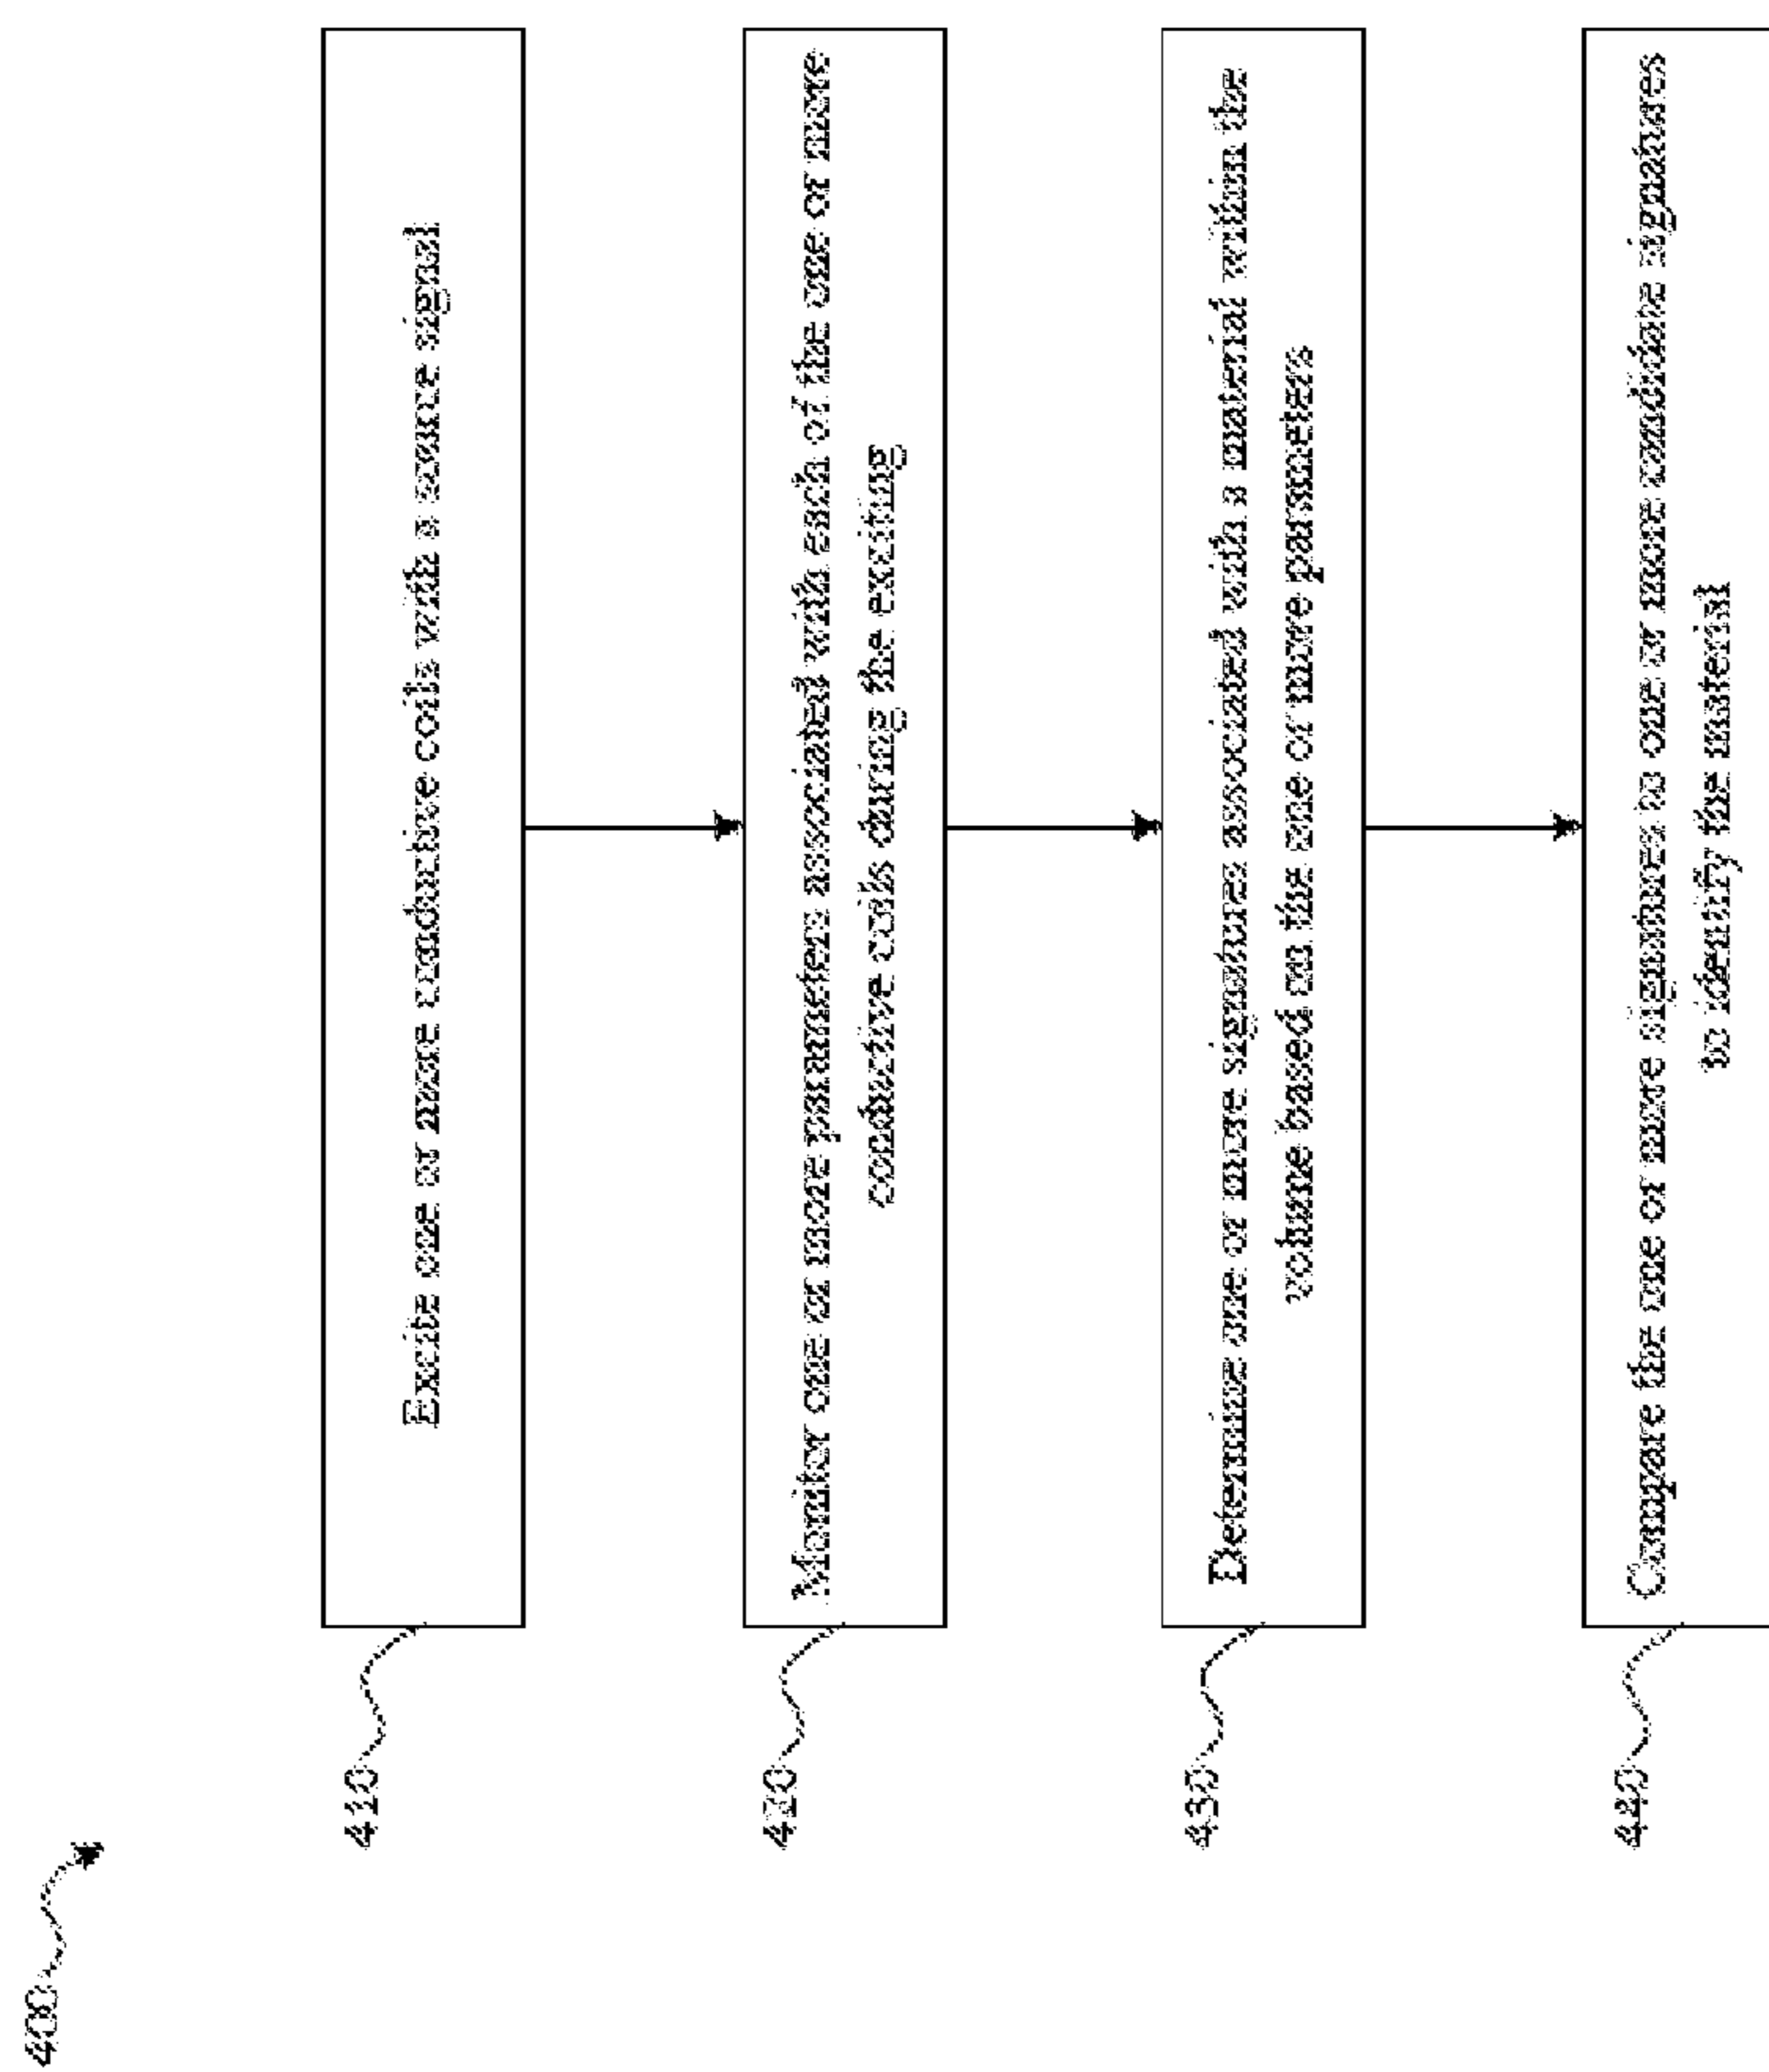 400
410
Excite one or more conductive coils with a source signal
420
Monitor one or more parameters associated with each of the one or more
conductive coils during the exciting
430
Determine one or more signatures associated with a material within the
volume based on the one or more parameters
440
Compare the one or more signatures to one or more candidate signatures
to identify the material